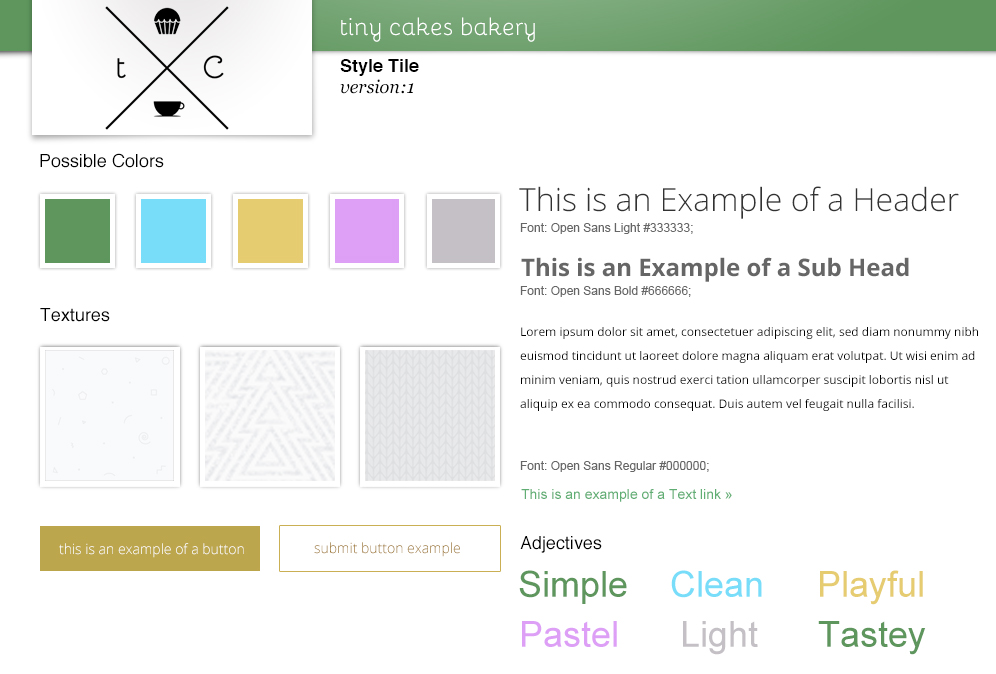 tiny cakes bakery
t C
Style Tile
version:1
Possible Colors
Textures
this is an example of a button
submit button example
This is an Example of a Header
Font: Open Sans Light #333333;
This is an Example of a Sub Head
Font: Open Sans Bold #666666;
Lorem ipsum dolor sit amet, consectetuer adipiscing elit, sed diam nonummy nibh
euismod tincidunt ut laoreet dolore magna aliquam erat volutpat. Ut wisi enim ad
minim veniam, quis nostrud exerci tation ullamcorper suscipit lobortis nisl ut
aliquip ex ea commodo consequat. Duis autem vel feugait nulla facilisi.
Font: Open Sans Regular #000000;
This is an example of a Text link »
Adjectives
Simple Clean Playful
Pastel Light Tastey